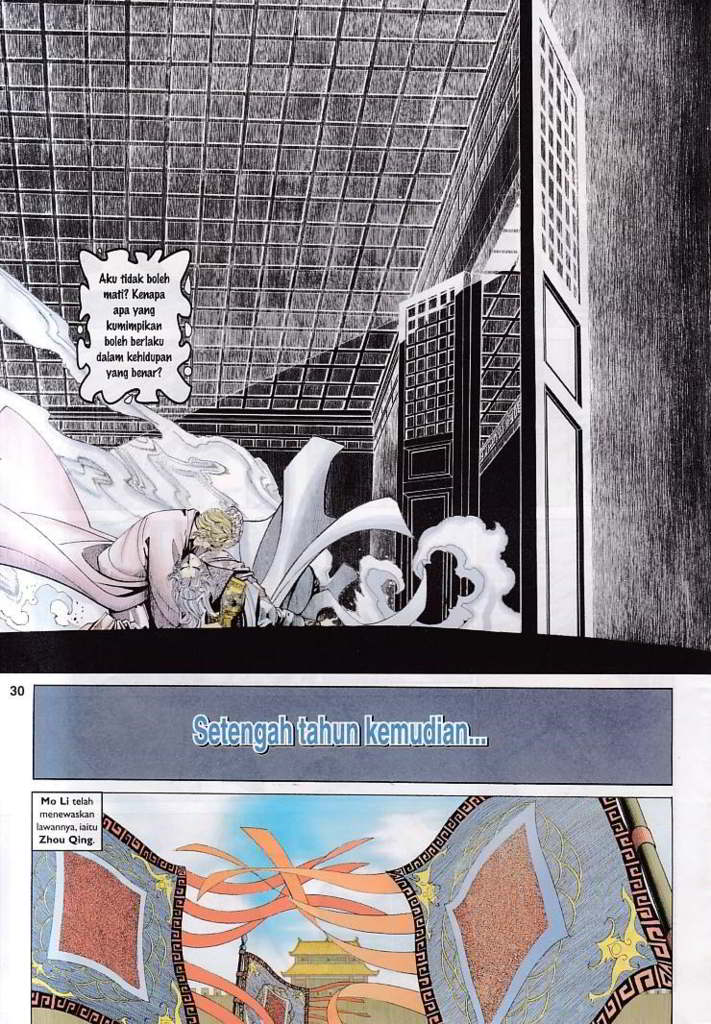 Aku tidak boleh
mati? Kenapa
apa yang
kumimpikan
boleh berlaku
dalam kehidupan
yang benar?
30
Setengah tahun kemudian...
Mo Li telah
menewaskan
lawannya, iaitu
Zhou Qing.